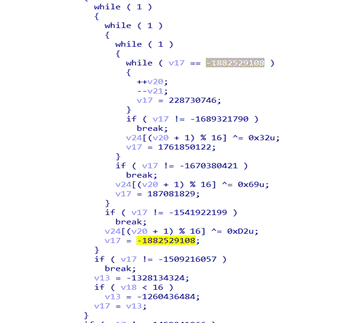 while ( 1 )
{
while ( 1 )
{
while ( 1 )
{
while ( v17 == -1882529108 )
{
++v20;
--v21;
v17 = 228730746;
}
if ( v17 != -1689321790 )
break;
v24[(v20 + 1) % 16] ^= 0x32u;
v17 = 1761850122;
}
if ( v17 != -1670380421 )
break;
v24[(v20 + 1) % 16] ^= 0x69u;
v17 = 187081829;
}
if ( v17 != -1541922199 )
break;
v24[(v20 + 1) % 16] ^= 0xD2u;
v17 = -1882529108;
}
if ( v17 != -1509216057 )
break;
v13 = -1328134324;
if ( v18 < 16 )
v13 = -1260436484;
v17 = v13;
}